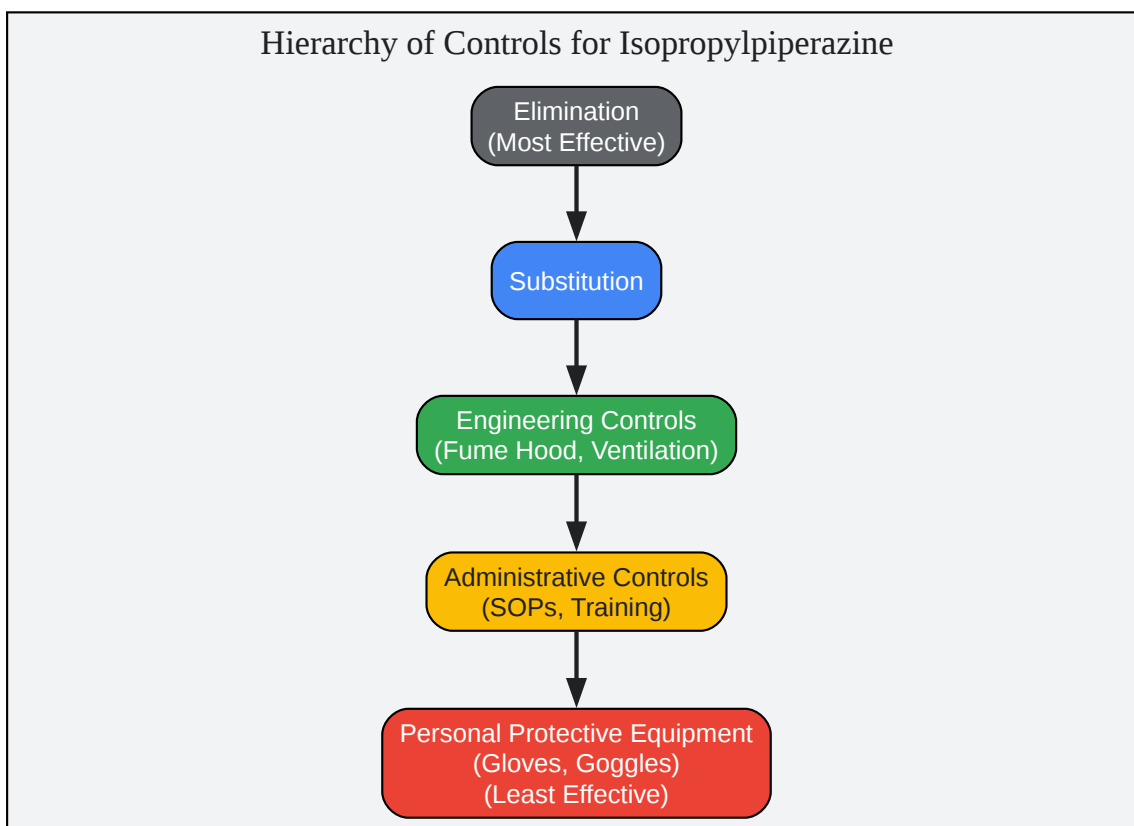 Hierarchy of Controls for Isopropylpiperazine
Elimination
(Most Effective)
Substitution
Engineering Controls
(Fume Hood, Ventilation)
Administrative Controls
(SOPs, Training)
Personal Protective Equipment
(Gloves, Goggles)
(Least Effective)